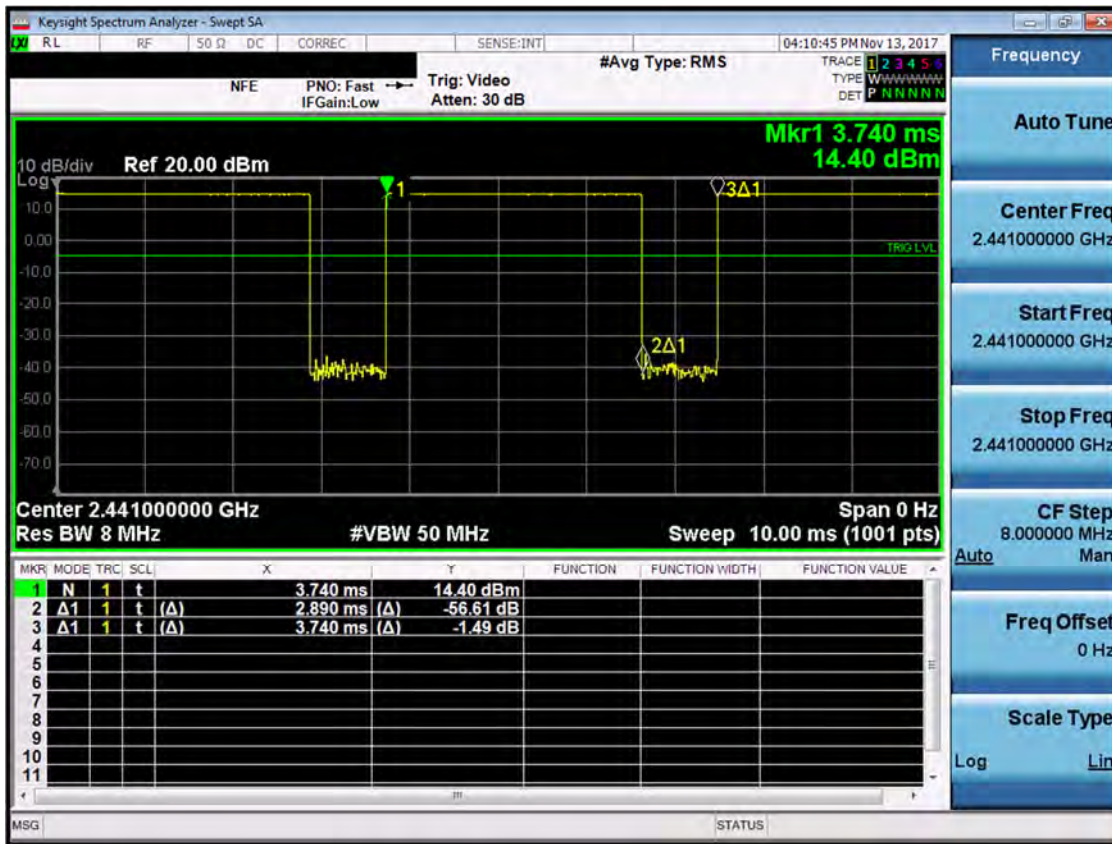 Keysight Spectrum Analyzer - Swept SA
LXI RL RF 50 Ω DC CORREC SENSE:INT 04:10:45 PM Nov 13, 2017
NFE PNO: Fast Trig: Video #Avg Type: RMS TRACE 1 2 3 4 5 6
IFGain:Low Atten: 30 dB TYPE WWWWWW
DET P N N N N N
Mkr1 3.740 ms
14.40 dBm
10 dB/div Ref 20.00 dBm
Log
10.0
0.00
TRIG LVL
-10.0
-20.0
-30.0
-40.0
-50.0
-60.0
-70.0
1
3Δ1
2Δ1
Center 2.441000000 GHz Span 0 Hz
Res BW 8 MHz #VBW 50 MHz Sweep 10.00 ms (1001 pts)
MKR MODE TRC SCL X Y FUNCTION FUNCTION WIDTH FUNCTION VALUE
1 N 1 t 3.740 ms 14.40 dBm
2 Δ1 1 t (Δ) 2.890 ms (Δ) -56.61 dB
3 Δ1 1 t (Δ) 3.740 ms (Δ) -1.49 dB
4
5
6
7
8
9
10
11
MSG STATUS
Frequency
Auto Tune
Center Freq
2.441000000 GHz
Start Freq
2.441000000 GHz
Stop Freq
2.441000000 GHz
CF Step
8.000000 MHz
Auto Man
Freq Offset
0 Hz
Scale Type
Log Lin